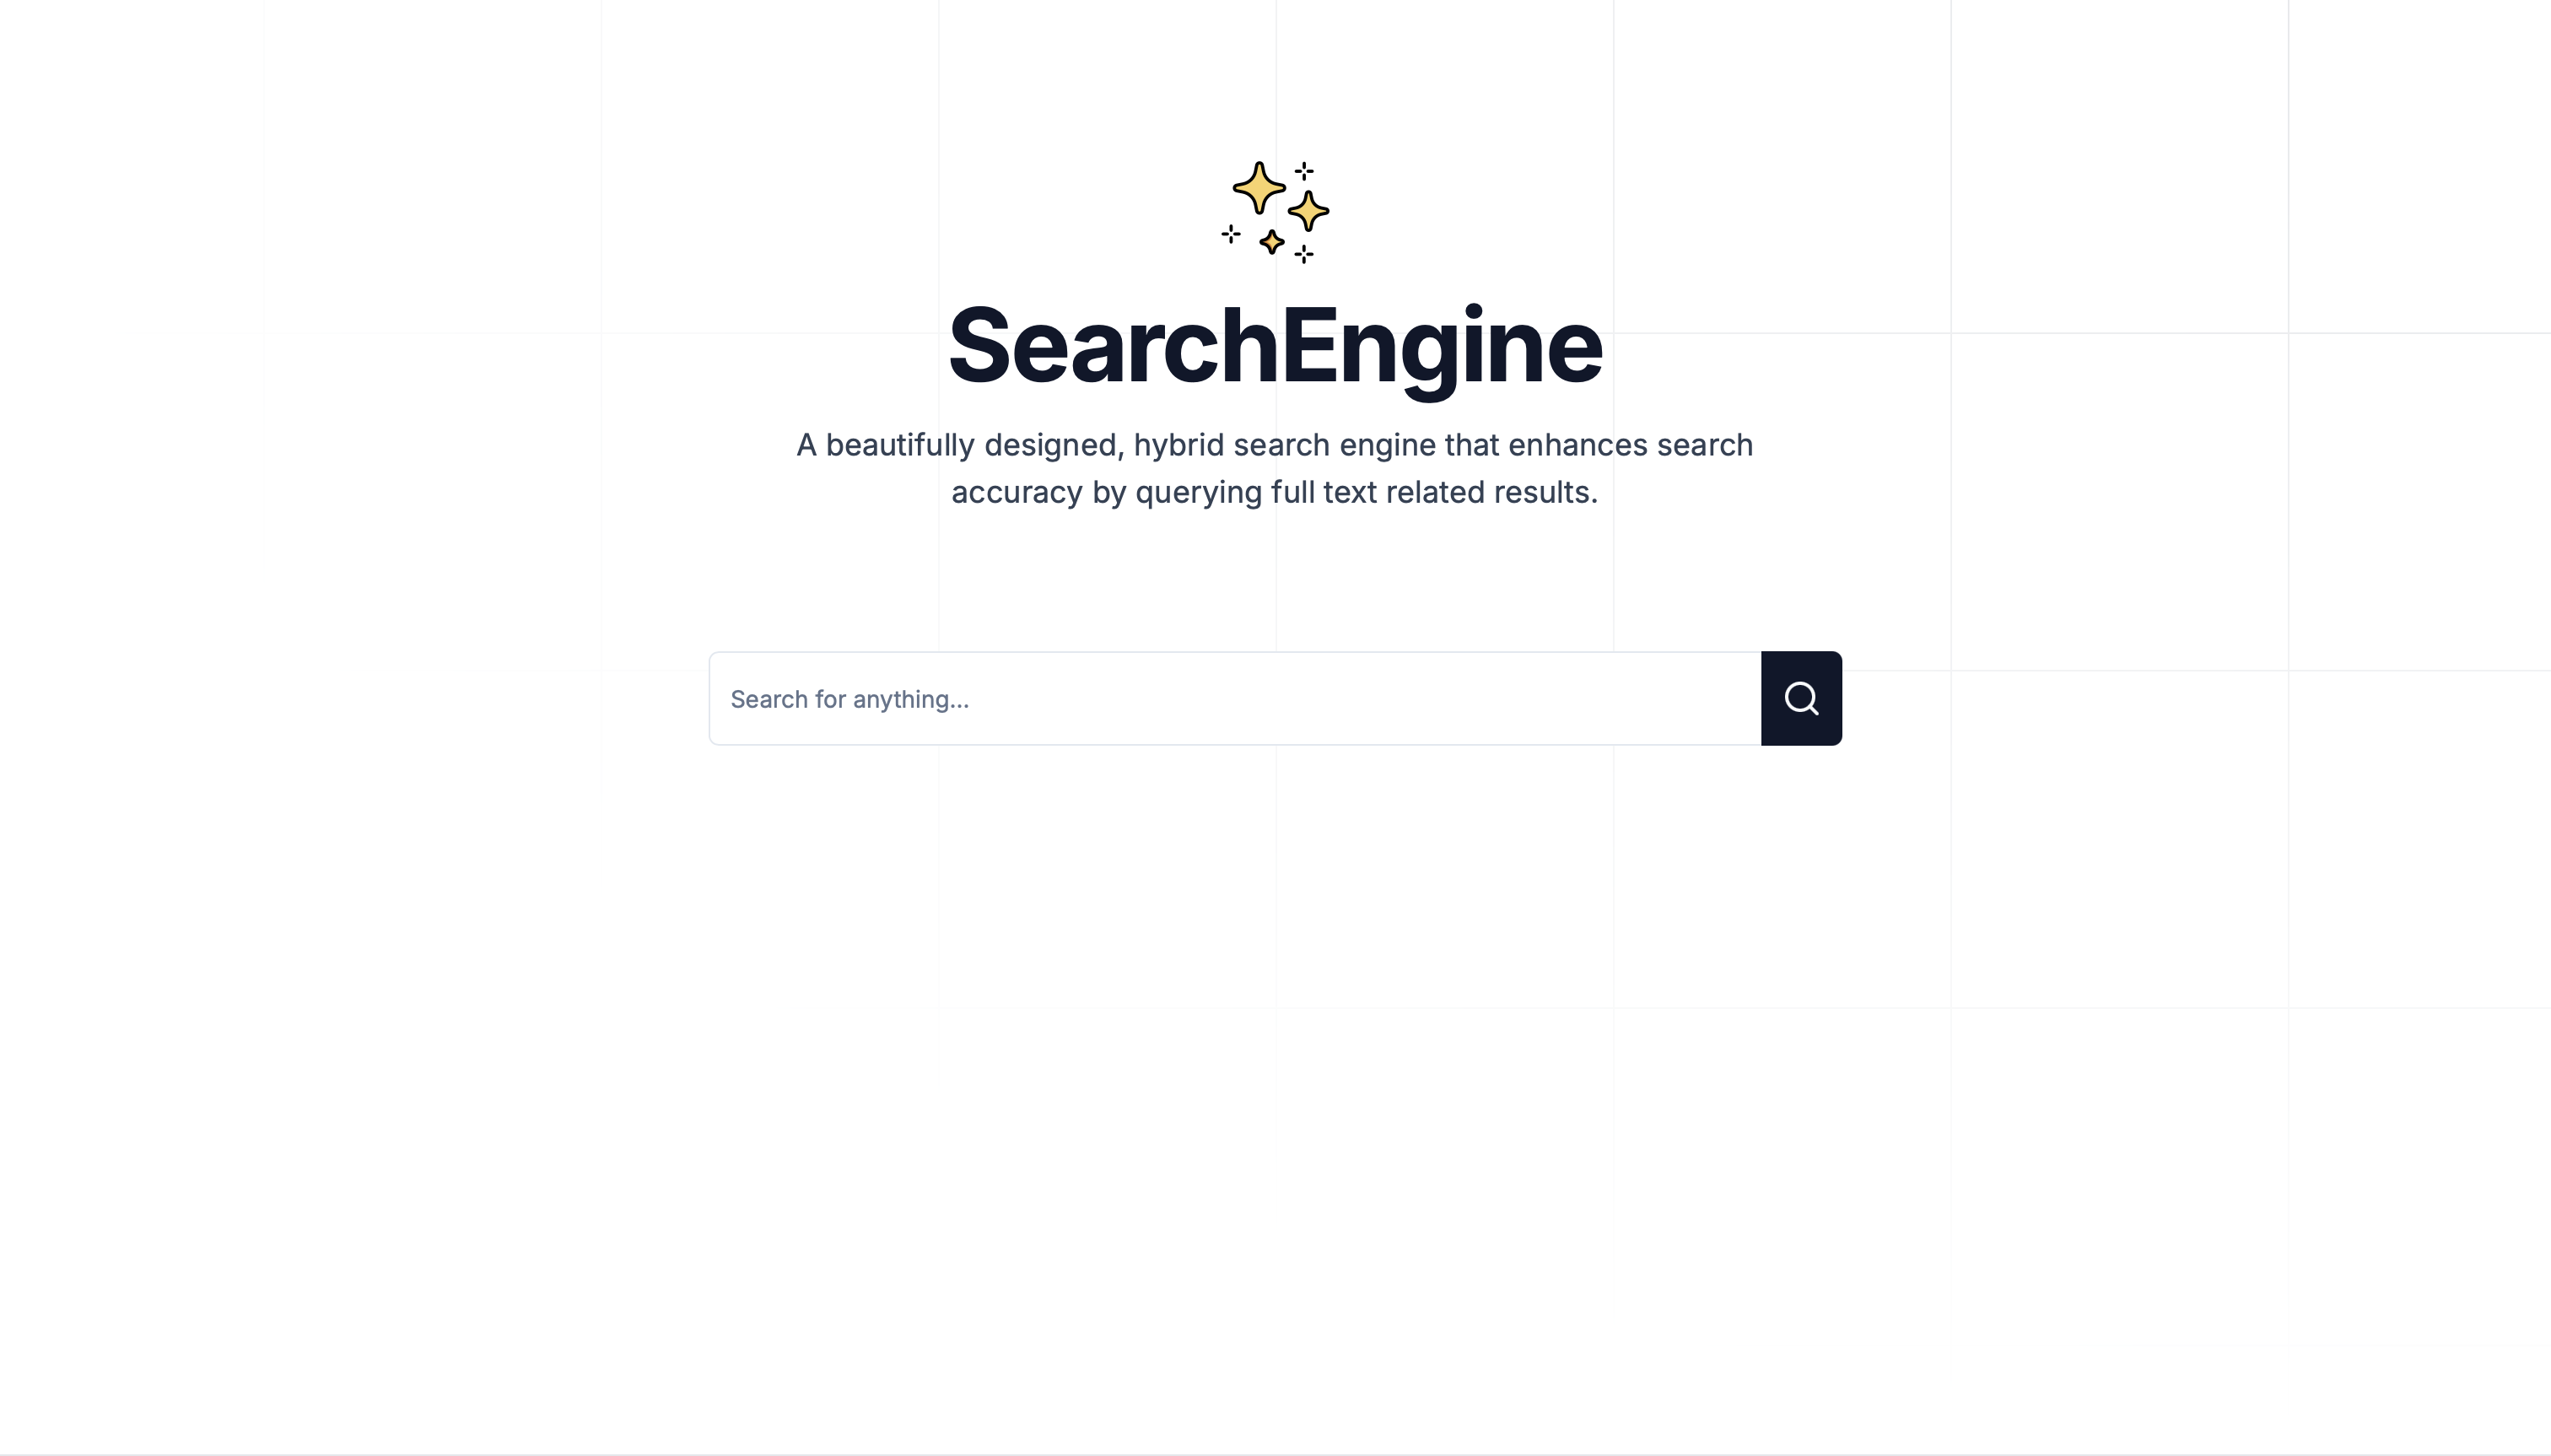 SearchEngine
A beautifully designed, hybrid search engine that enhances search
accuracy by querying full text related results.
Search for anything...